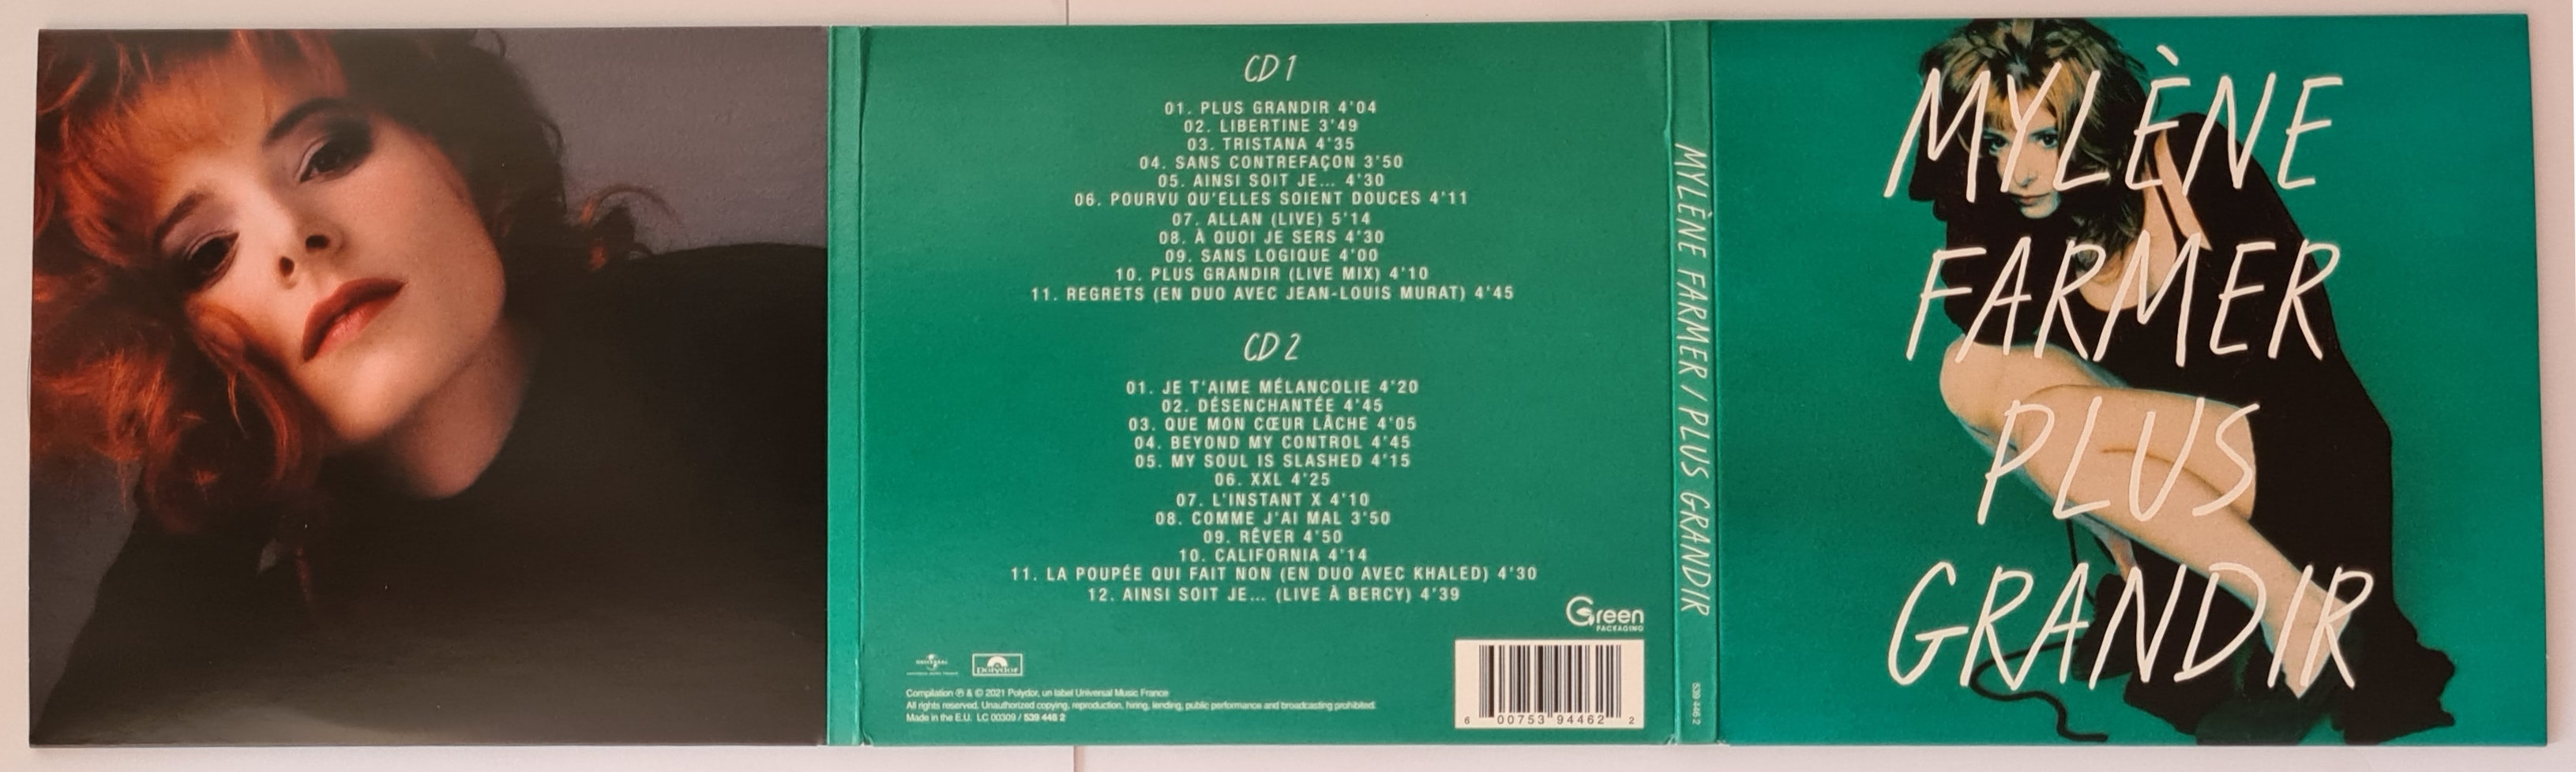 CD 1
01. PLUS GRANDIR 4'04
02. LIBERTINE 3'49
03. TRISTANA 4'35
04. SANS CONTREFAÇON 3'50
05. AINSI SOIT JE... 4'30
06. POURVU QU'ELLES SOIENT DOUCES 4'11
07. ALLAN (LIVE) 5'14
08. À QUOI JE SERS 4'30
09. SANS LOGIQUE 4'00
10. PLUS GRANDIR (LIVE MIX) 4'10
11. REGRETS (EN DUO AVEC JEAN-LOUIS MURAT) 4'45
CD 2
01. JE T'AIME MÉLANCOLIE 4'20
02. DÉSENCHANTÉE 4'45
03. QUE MON CŒUR LÂCHE 4'05
04. BEYOND MY CONTROL 4'45
05. MY SOUL IS SLASHED 4'15
06. XXL 4'25
07. L'INSTANT X 4'10
08. COMME J'AI MAL 3'50
09. RÊVER 4'50
10. CALIFORNIA 4'14
11. LA POUPÉE QUI FAIT NON (EN DUO AVEC KHALED) 4'30
12. AINSI SOIT JE... (LIVE À BERCY) 4'39
Green
PACKAGING
UNIVERSAL
UNIVERSAL MUSIC FRANCE
Polydor
Compilation ℗ & © 2021 Polydor, un label Universal Music France
All rights reserved. Unauthorized copying, reproduction, hiring, lending, public performance and broadcasting prohibited.
Made in the E.U. LC 00309 / 539 446 2
6 00753 94462 2
MYLÈNE FARMER / PLUS GRANDIR
539 446 2
MYLÈNE
FARMER
PLUS
GRANDIR